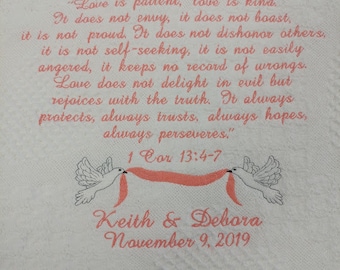 "Love is patient, love is kind.
It does not envy, it does not boast,
it is not proud. It does not dishonor others,
it is not self-seeking, it is not easily
angered, it keeps no record of wrongs.
Love does not delight in evil but
rejoices with the truth. It always
protects, always trusts, always hopes,
always perseveres."
1 Cor 13:4-7
Keith & Debora
November 9, 2019